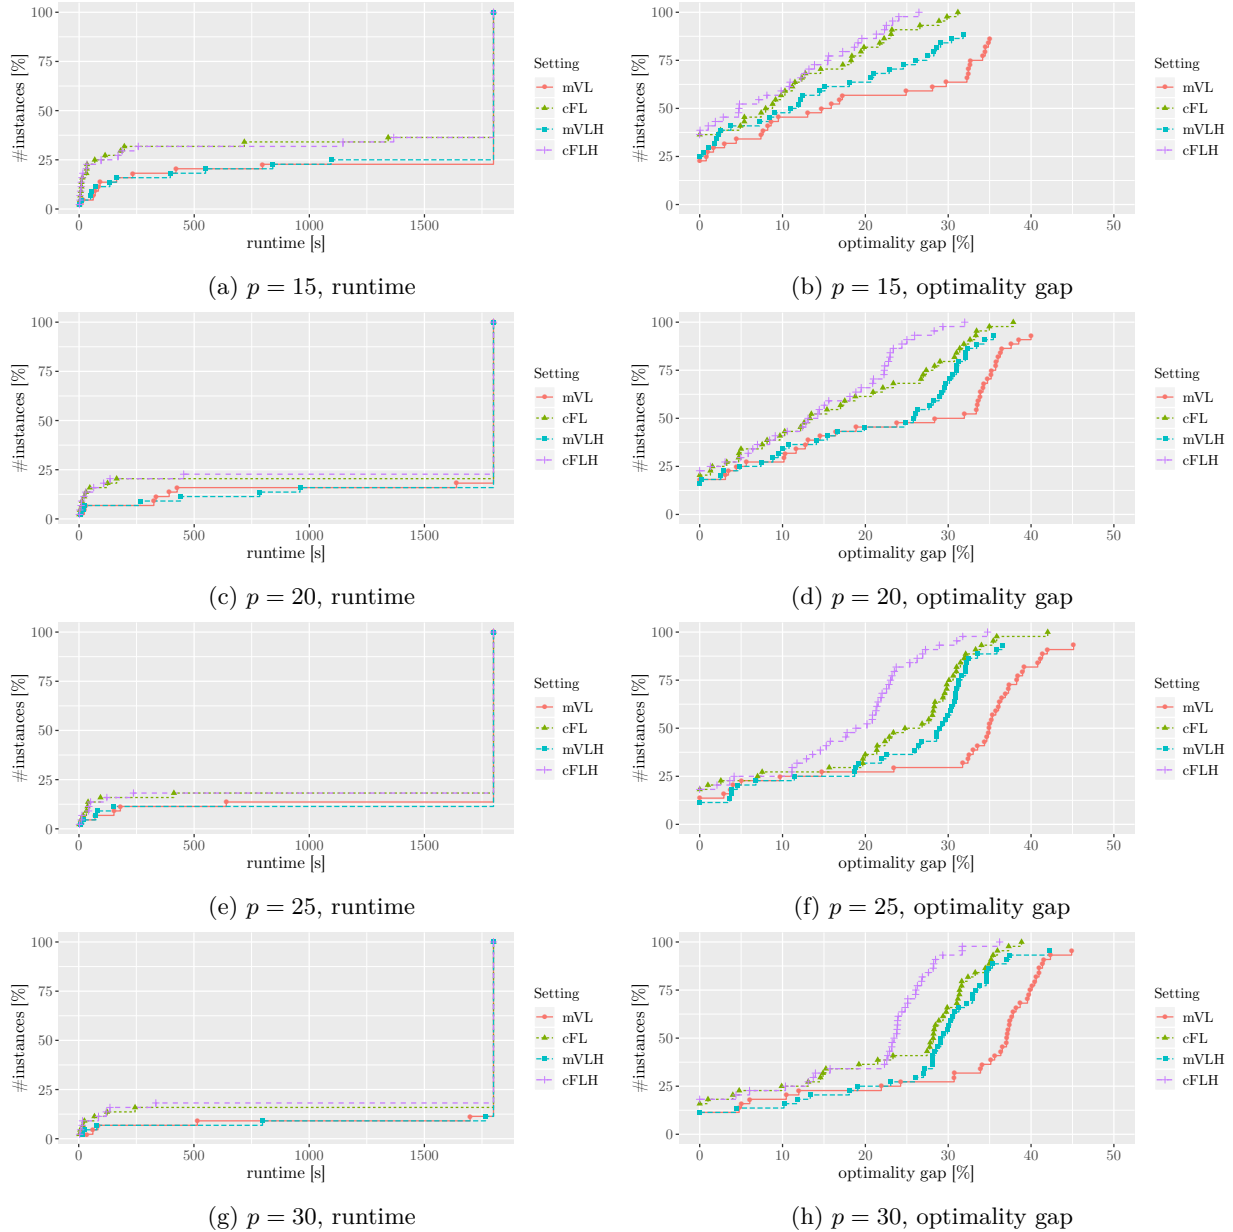 100
75
50
25
0
#instances [%]
0
500
1000
1500
runtime [s]
Setting
mVL
cFL
mVLH
cFLH
(a) p = 15, runtime
100
75
50
25
0
#instances [%]
0
10
20
30
40
50
optimality gap [%]
Setting
mVL
cFL
mVLH
cFLH
(b) p = 15, optimality gap
100
75
50
25
0
#instances [%]
0
500
1000
1500
runtime [s]
Setting
mVL
cFL
mVLH
cFLH
(c) p = 20, runtime
100
75
50
25
0
#instances [%]
0
10
20
30
40
50
optimality gap [%]
Setting
mVL
cFL
mVLH
cFLH
(d) p = 20, optimality gap
100
75
50
25
0
#instances [%]
0
500
1000
1500
runtime [s]
Setting
mVL
cFL
mVLH
cFLH
(e) p = 25, runtime
100
75
50
25
0
#instances [%]
0
10
20
30
40
50
optimality gap [%]
Setting
mVL
cFL
mVLH
cFLH
(f) p = 25, optimality gap
100
75
50
25
0
#instances [%]
0
500
1000
1500
runtime [s]
Setting
mVL
cFL
mVLH
cFLH
(g) p = 30, runtime
100
75
50
25
0
#instances [%]
0
10
20
30
40
50
optimality gap [%]
Setting
mVL
cFL
mVLH
cFLH
(h) p = 30, optimality gap